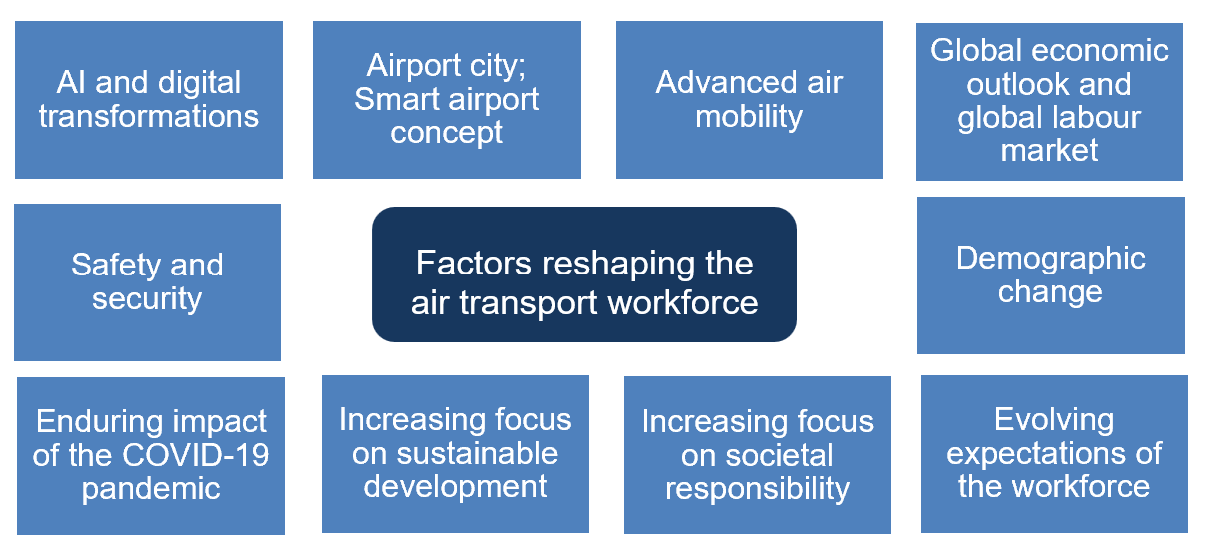 AI and digital
transformations
Airport city;
Smart airport
concept
Advanced air
mobility
Global economic
outlook and
global labour
market
Safety and
security
Factors reshaping the
air transport workforce
Demographic
change
Enduring impact
of the COVID-19
pandemic
Increasing focus
on sustainable
development
Increasing focus
on societal
responsibility
Evolving
expectations of
the workforce